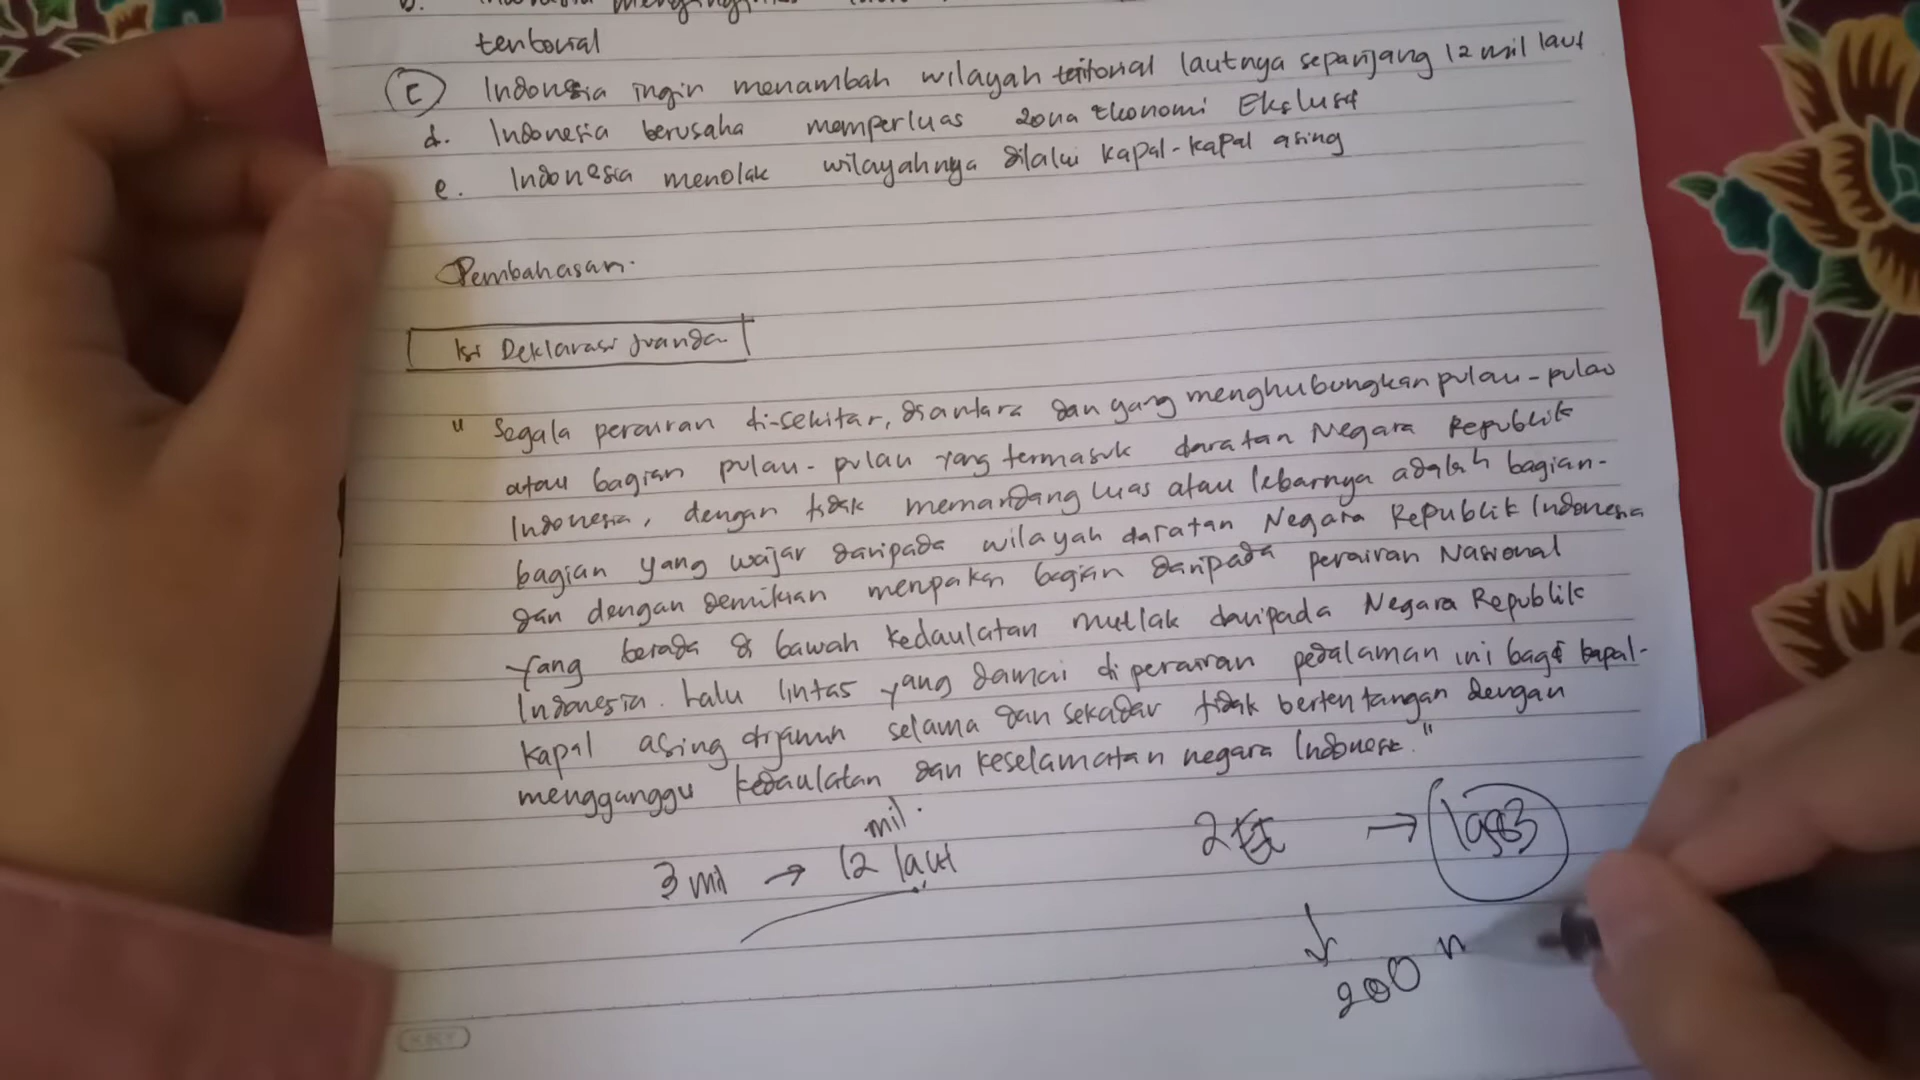 b.
tentorial
C Indonesia ingin menambah wilayah teritorial lautnya sepanjang 12 mil laut
d. Indonesia berusaha memperluas zona Ekonomi Ekslusif
e. Indonesia menolak wilayahnya dilalui kapal-kapal asing
Pembahasan.
Isi Deklarasi Juanda
" Segala perairan di-sekitar, diantara dan yang menghubungkan pulau-pulau
atau bagian pulau-pulau yang termasuk daratan Negara Republik
Indonesia, dengan tidak memandang luas atau lebarnya adalah bagian-
bagian yang wajar daripada wilayah daratan Negara Republik Indonesia
dan dengan demikian merupakan bagian daripada perairan Nasional
yang berada di bawah kedaulatan mutlak daripada Negara Republik
Indonesia. Lalu lintas yang damai di perairan pedalaman ini bagi kapal-
kapal asing dijamin selama dan sekadar tidak bertentangan dengan
mengganggu kedaulatan dan keselamatan negara Indonesia."
mil.
3 mil → 12 laut
→
↓
200